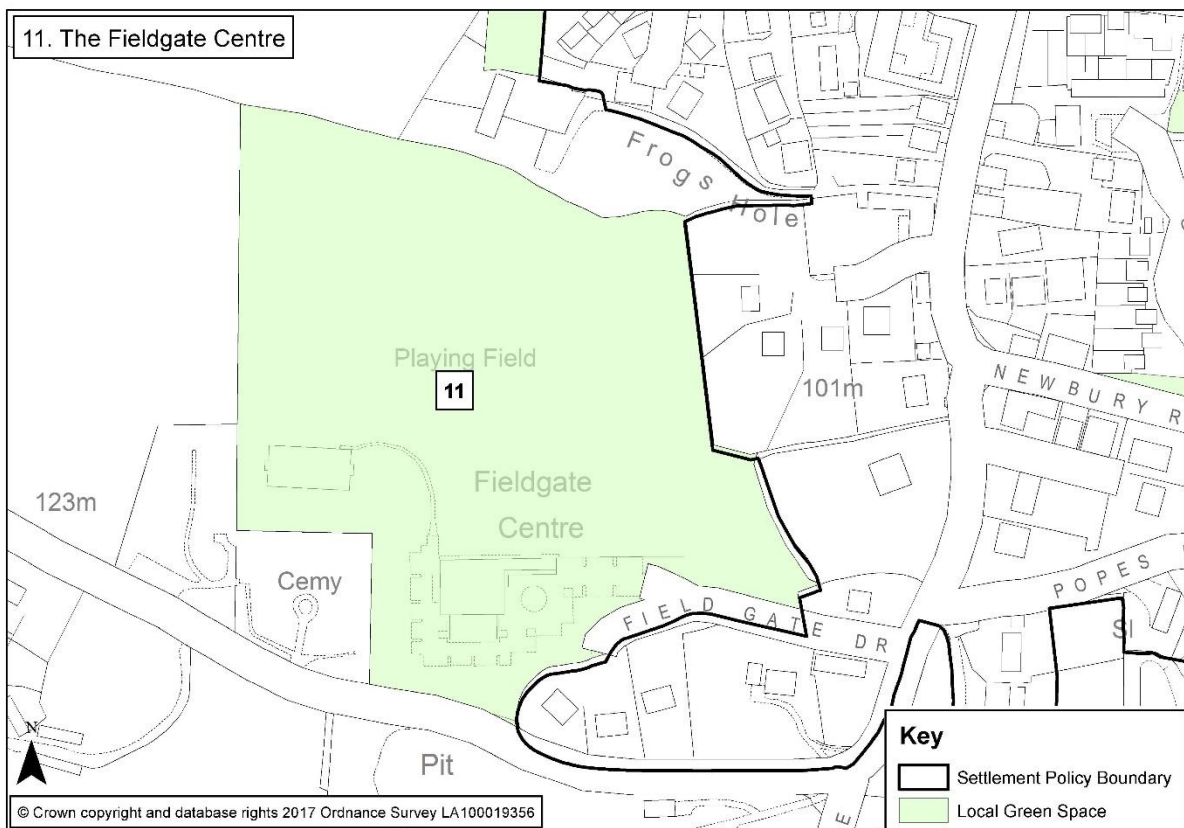 11. The Fieldgate Centre
Frogs Hole
Playing Field
11
101m
NEWBURY R
Fieldgate
Centre
123m
Cemy
POPES
FIELD GATE DR
Sl
N
Pit
E
Key
Settlement Policy Boundary
Local Green Space
© Crown copyright and database rights 2017 Ordnance Survey LA100019356